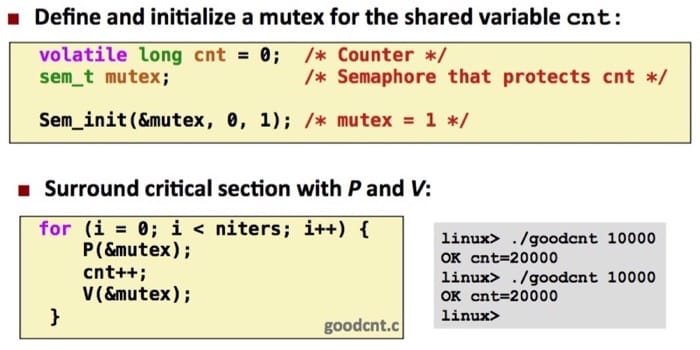 Define and initialize a mutex for the shared variable cnt:
volatile long cnt = 0;  /* Counter */
sem_t mutex;            /* Semaphore that protects cnt */
Sem_init(&mutex, 0, 1); /* mutex = 1 */
Surround critical section with P and V:
for (i = 0; i < niters; i++) {
    P(&mutex);
    cnt++;
    V(&mutex);
}
goodcnt.c
linux> ./goodcnt 10000
OK cnt=20000
linux> ./goodcnt 10000
OK cnt=20000
linux>